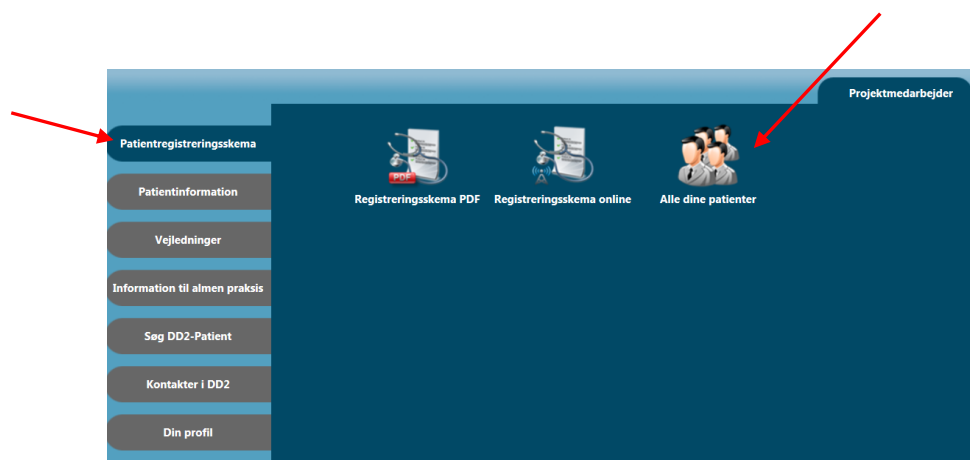 Projektmedarbejder
Patientregistreringsskema
PDF
Registreringsskema PDF
Registreringsskema online
Alle dine patienter
Patientinformation
Vejledninger
Information til almen praksis
Søg DD2-Patient
Kontakter i DD2
Din profil